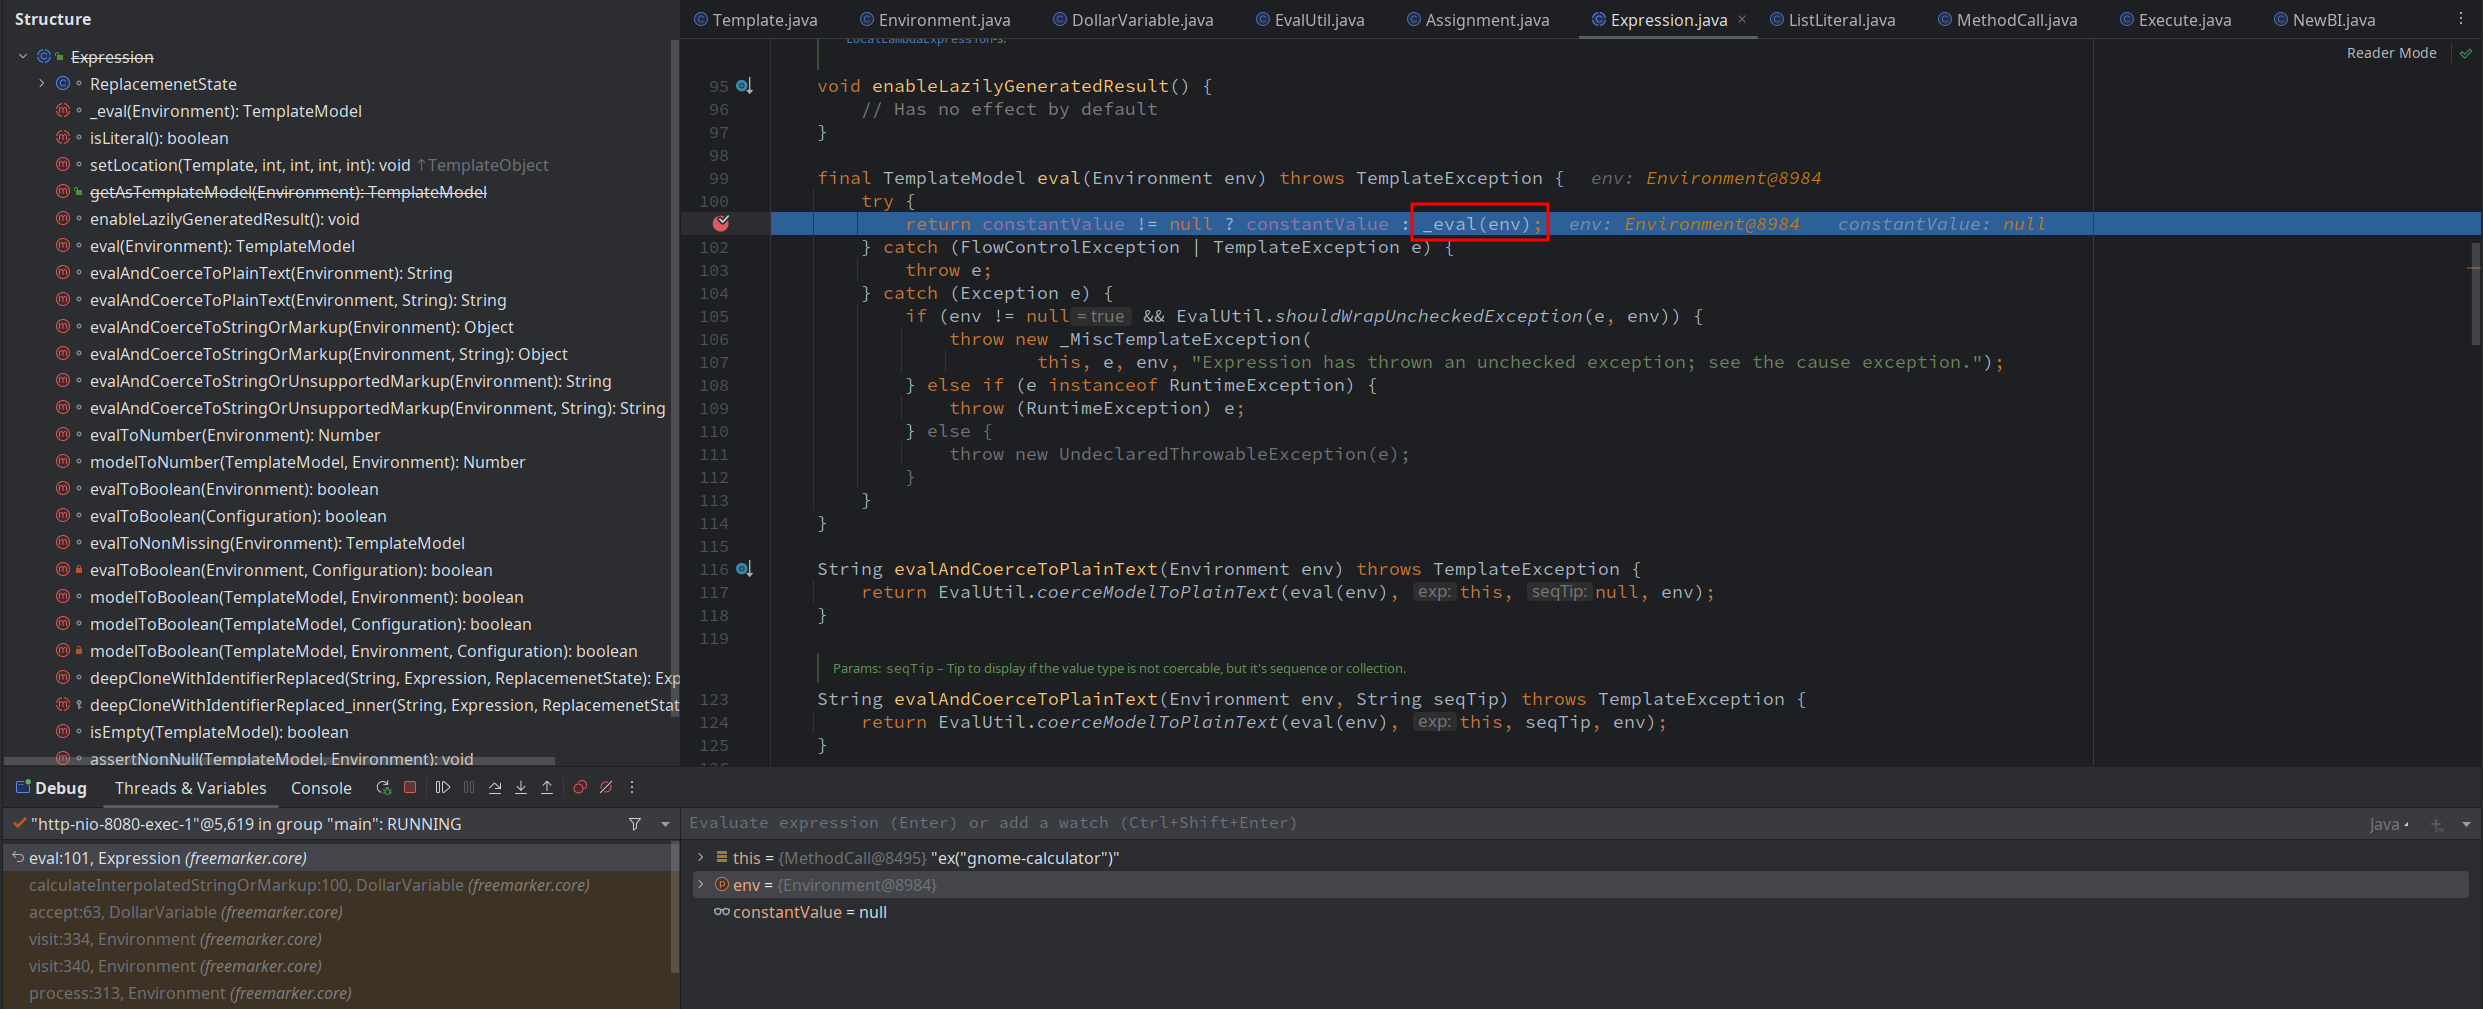 Structure
Expression
ReplacemenetState
_eval(Environment): TemplateModel
isLiteral(): boolean
setLocation(Template, int, int, int, int): void ↑TemplateObject
getAsTemplateModel(Environment): TemplateModel
enableLazilyGeneratedResult(): void
eval(Environment): TemplateModel
evalAndCoerceToPlainText(Environment): String
evalAndCoerceToPlainText(Environment, String): String
evalAndCoerceToStringOrMarkup(Environment): Object
evalAndCoerceToStringOrMarkup(Environment, String): Object
evalAndCoerceToStringOrUnsupportedMarkup(Environment): String
evalAndCoerceToStringOrUnsupportedMarkup(Environment, String): String
evalToNumber(Environment): Number
modelToNumber(TemplateModel, Environment): Number
evalToBoolean(Environment): boolean
evalToBoolean(Configuration): boolean
evalToNonMissing(Environment): TemplateModel
evalToBoolean(Environment, Configuration): boolean
modelToBoolean(TemplateModel, Environment): boolean
modelToBoolean(TemplateModel, Configuration): boolean
modelToBoolean(TemplateModel, Environment, Configuration): boolean
deepCloneWithIdentifierReplaced(String, Expression, ReplacemenetState): Exp
deepCloneWithIdentifierReplaced_inner(String, Expression, ReplacemenetStat
isEmpty(TemplateModel): boolean
assertNonNull(TemplateModel, Environment): void
Template.java Environment.java DollarVariable.java EvalUtil.java Assignment.java Expression.java × ListLiteral.java MethodCall.java Execute.java NewBI.java
Reader Mode
LocalLambdaExpression-s.
95 void enableLazilyGeneratedResult() {
96 // Has no effect by default
97 }
98
99 final TemplateModel eval(Environment env) throws TemplateException { env: Environment@8984
100 try {
return constantValue != null ? constantValue : _eval(env); env: Environment@8984 constantValue: null
102 } catch (FlowControlException | TemplateException e) {
103 throw e;
104 } catch (Exception e) {
105 if (env != null = true && EvalUtil.shouldWrapUncheckedException(e, env)) {
106 throw new _MiscTemplateException(
107 this, e, env, "Expression has thrown an unchecked exception; see the cause exception.");
108 } else if (e instanceof RuntimeException) {
109 throw (RuntimeException) e;
110 } else {
111 throw new UndeclaredThrowableException(e);
112 }
113 }
114 }
115
116 String evalAndCoerceToPlainText(Environment env) throws TemplateException {
117 return EvalUtil.coerceModelToPlainText(eval(env), exp: this, seqTip: null, env);
118 }
119
Params: seqTip – Tip to display if the value type is not coercable, but it's sequence or collection.
123 String evalAndCoerceToPlainText(Environment env, String seqTip) throws TemplateException {
124 return EvalUtil.coerceModelToPlainText(eval(env), exp: this, seqTip, env);
125 }
Debug Threads & Variables Console
"http-nio-8080-exec-1"@5,619 in group "main": RUNNING
eval:101, Expression (freemarker.core)
calculateInterpolatedStringOrMarkup:100, DollarVariable (freemarker.core)
accept:63, DollarVariable (freemarker.core)
visit:334, Environment (freemarker.core)
visit:340, Environment (freemarker.core)
process:313, Environment (freemarker.core)
Evaluate expression (Enter) or add a watch (Ctrl+Shift+Enter)
Java
this = {MethodCall@8495} "ex("gnome-calculator")"
env = {Environment@8984}
constantValue = null